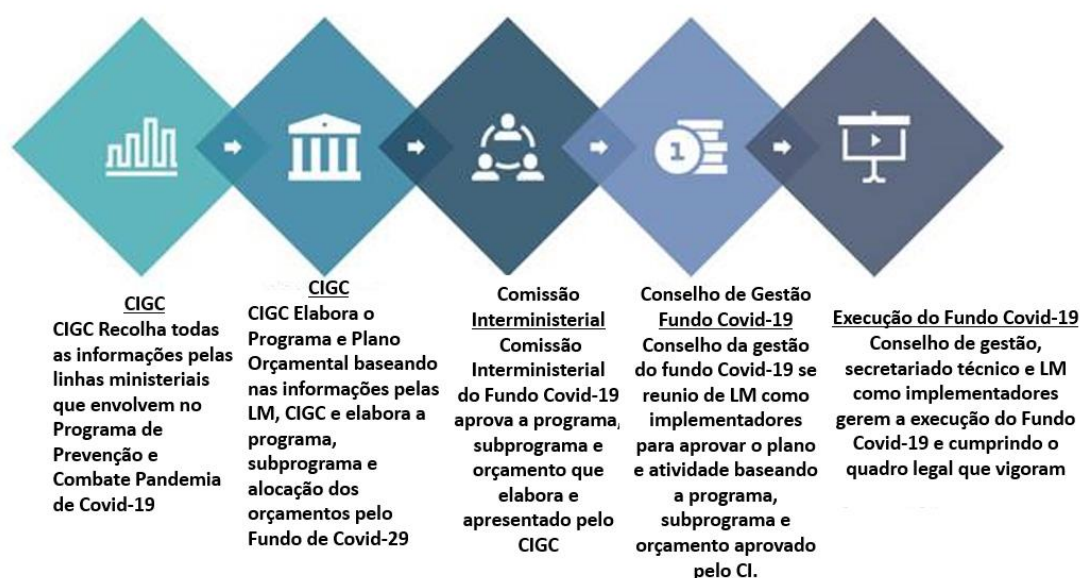 1
CIGC
CIGC Recolha todas
as informações pelas
linhas ministeriais
que envolvem no
Programa de
Prevenção e
Combate Pandemia
de Covid-19
CIGC
CIGC Elabora o
Programa e Plano
Orçamental baseando
nas informações pelas
LM, CIGC e elabora a
programa,
subprograma e
alocação dos
orçamentos pelo
Fundo de Covid-29
Comissão
Interministerial
Comissão
Interministerial
do Fundo Covid-19
aprova a programa,
subprograma e
orçamento que
elabora e
apresentado pelo
CIGC
Conselho de Gestão
Fundo Covid-19
Conselho da gestão
do fundo Covid-19 se
reunio de LM como
implementadores
para aprovar o plano
e atividade baseando
a programa,
subprograma e
orçamento aprovado
pelo CI.
Execução do Fundo Covid-19
Conselho de gestão,
secretariado técnico e LM
como implementadores
gerem a execução do Fundo
Covid-19 e cumprindo o
quadro legal que vigoram